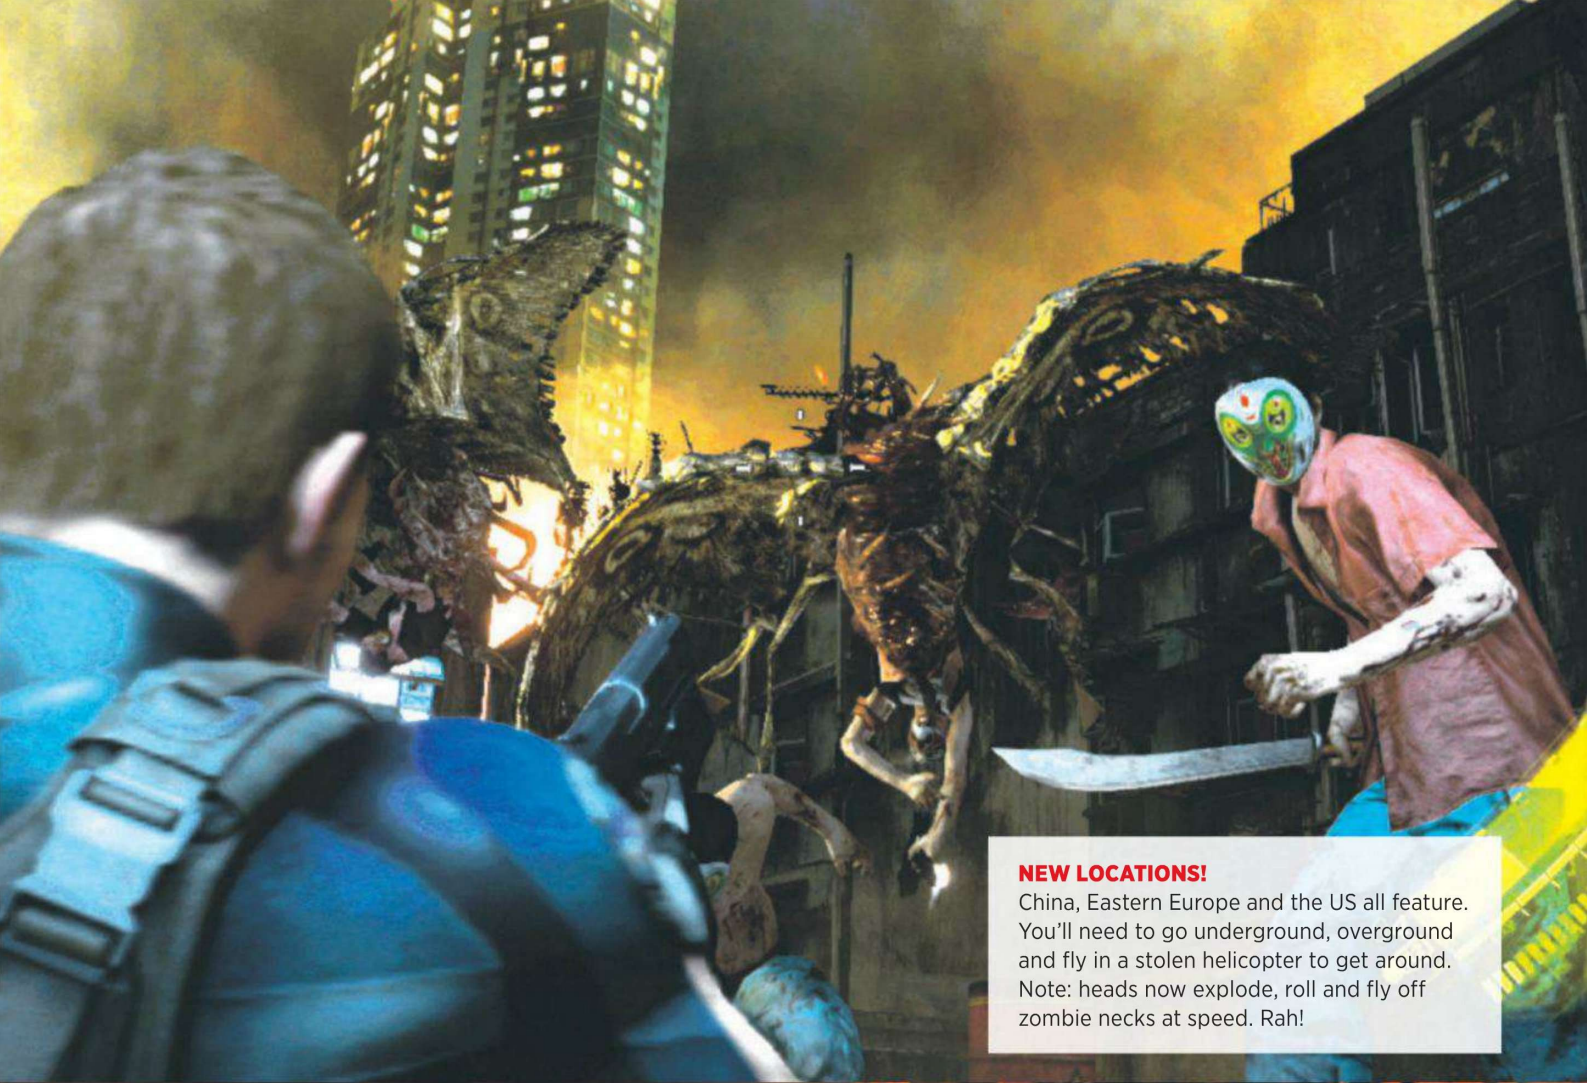 NEW LOCATIONS!
China, Eastern Europe and the US all feature.
You'll need to go underground, overground
and fly in a stolen helicopter to get around.
Note: heads now explode, roll and fly off
zombie necks at speed. Rah!